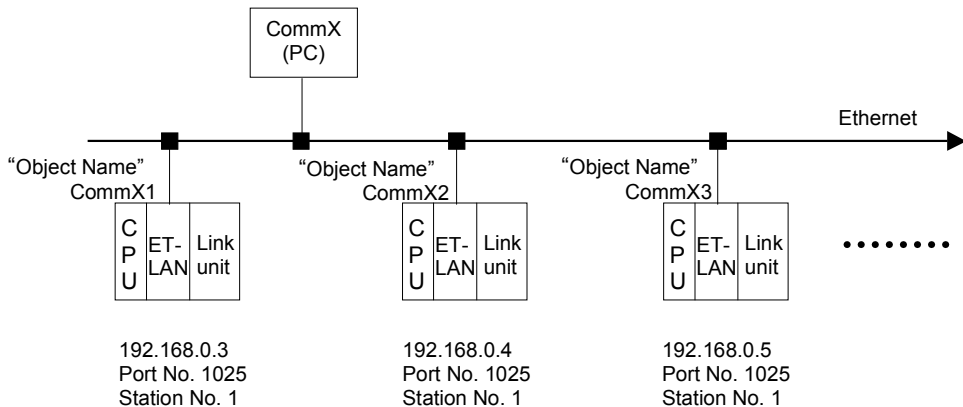 CommX
(PC)
Ethernet
“Object Name”
CommX1
“Object Name”
CommX2
“Object Name”
CommX3
C
P
U
ET-
LAN
Link
unit
C
P
U
ET-
LAN
Link
unit
C
P
U
ET-
LAN
Link
unit
192.168.0.3
Port No. 1025
Station No. 1
192.168.0.4
Port No. 1025
Station No. 1
192.168.0.5
Port No. 1025
Station No. 1